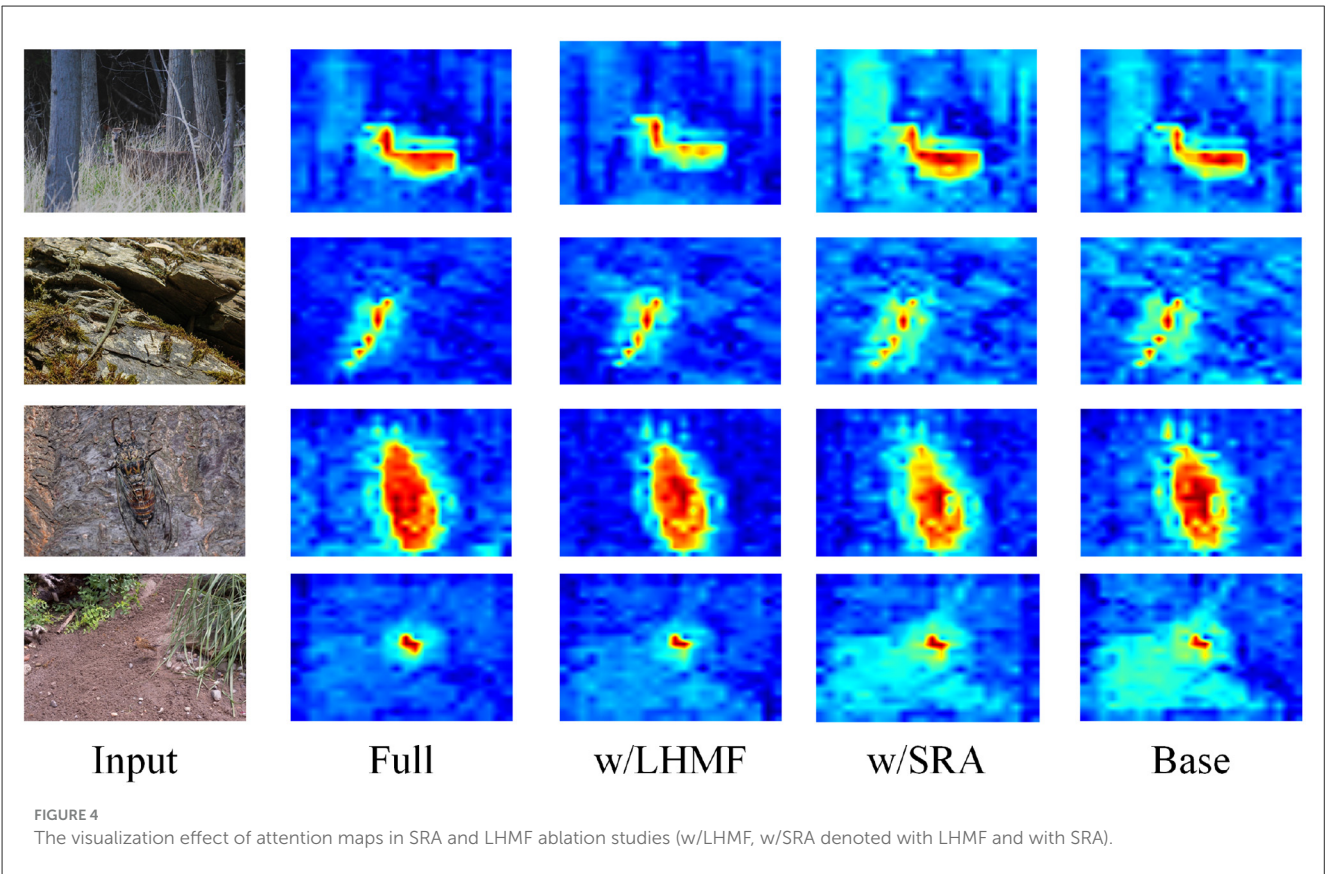 Input Full w/LHMF w/SRA Base
FIGURE 4
The visualization effect of attention maps in SRA and LHMF ablation studies (w/LHMF, w/SRA denoted with LHMF and with SRA).